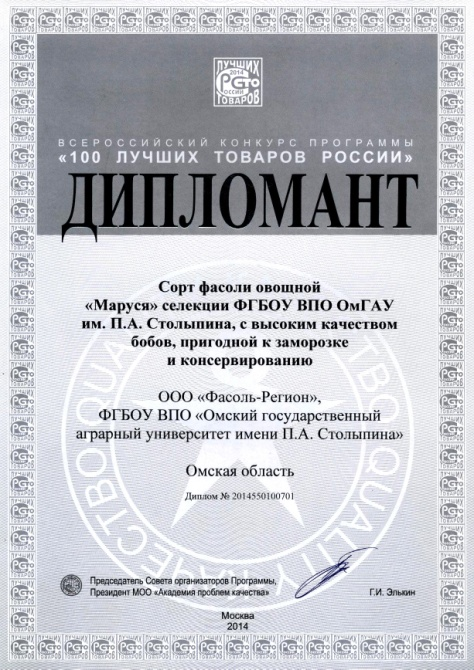 ЛУЧШИХ
2014
РСТО
РОССИИ
ТОВАРОВ
ВСЕРОССИЙСКИЙ КОНКУРС ПРОГРАММЫ
«100 ЛУЧШИХ ТОВАРОВ РОССИИ»
ДИПЛОМАНТ
Сорт фасоли овощной
«Маруся» селекции ФГБОУ ВПО ОмГАУ
им. П.А. Столыпина, с высоким качеством
бобов, пригодной к заморозке
и консервированию
ООО «Фасоль-Регион»,
ФГБОУ ВПО «Омский государственный
аграрный университет имени П.А. Столыпина»
Омская область
Диплом № 2014550100701
Председатель Совета организаторов Программы,
Президент МОО «Академия проблем качества»
Г.И. Элькин
Москва
2014